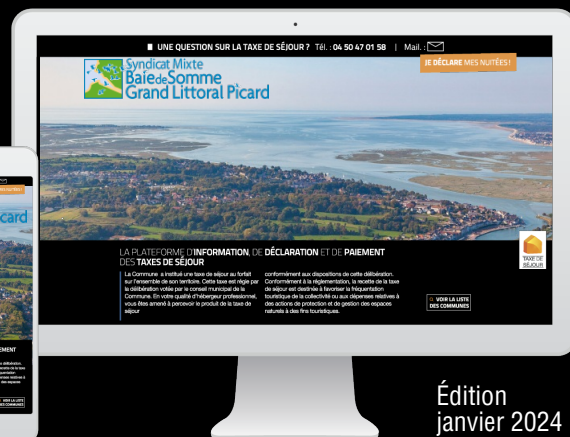 UNE QUESTION SUR LA TAXE DE SÉJOUR ? Tél. : 04 50 47 01 58 | Mail. :
JE DÉCLARE MES NUITÉES !
Syndicat Mixte
Baie de Somme
Grand Littoral Picard
LA PLATEFORME D'INFORMATION, DE DÉCLARATION ET DE PAIEMENT
DES TAXES DE SÉJOUR
La Commune a institué une taxe de séjour au forfait
sur l'ensemble de son territoire. Cette taxe est régie par
la délibération votée par le conseil municipal de la
Commune. En votre qualité d'hébergeur professionnel,
vous êtes amené à percevoir le produit de la taxe de
séjour
conformément aux dispositions de cette délibération.
Conformément à la réglementation, la recette de la taxe
de séjour est destinée à favoriser la fréquentation
touristique de la collectivité ou aux dépenses relatives à
des actions de protection et de gestion des espaces
naturels à des fins touristiques.
TAXE DE
SÉJOUR
VOIR LA LISTE
DES COMMUNES
card
EMENT
VOIR LA LISTE
DES COMMUNES
Édition
janvier 2024